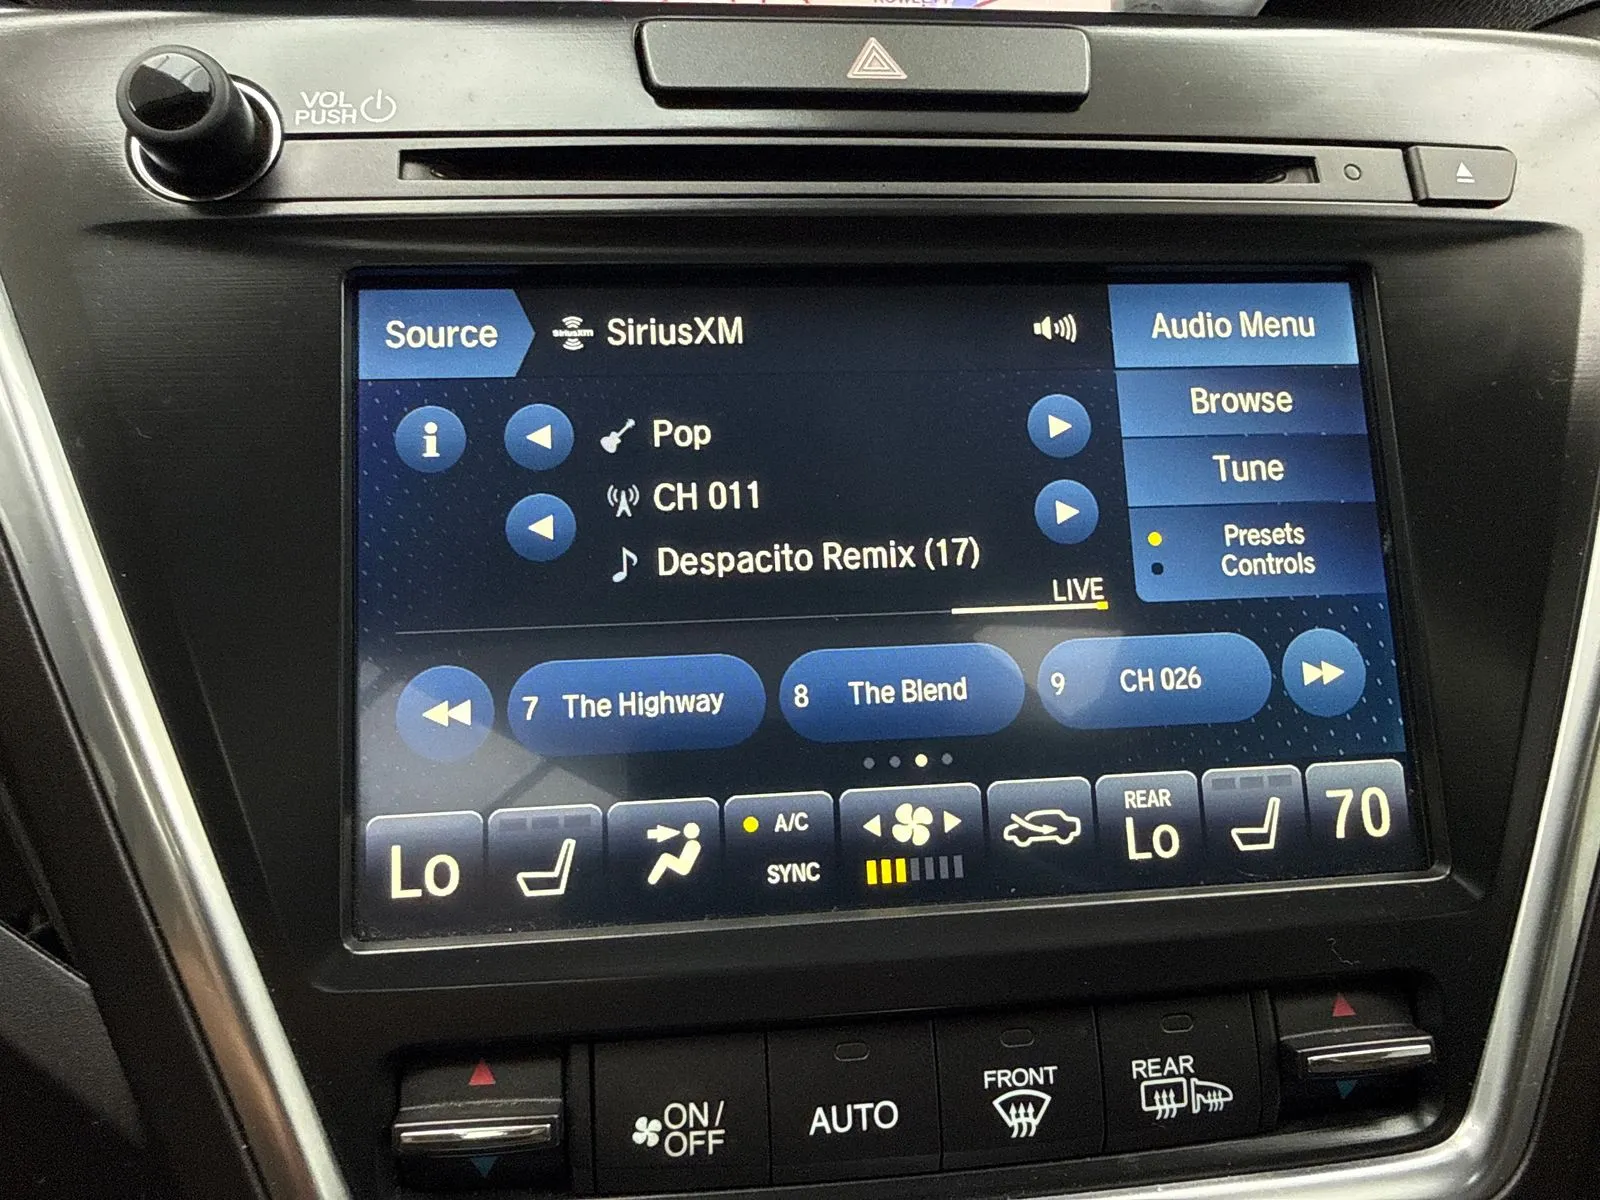 VOL
PUSH
Source
SiriusXM
SiriusXM
Audio Menu
i
Pop
Browse
CH 011
Tune
Despacito Remix (17)
Presets
Controls
LIVE
7 The Highway
8 The Blend
9 CH 026
Lo
A/C
SYNC
REAR
Lo
70
ON/
OFF
AUTO
FRONT
REAR